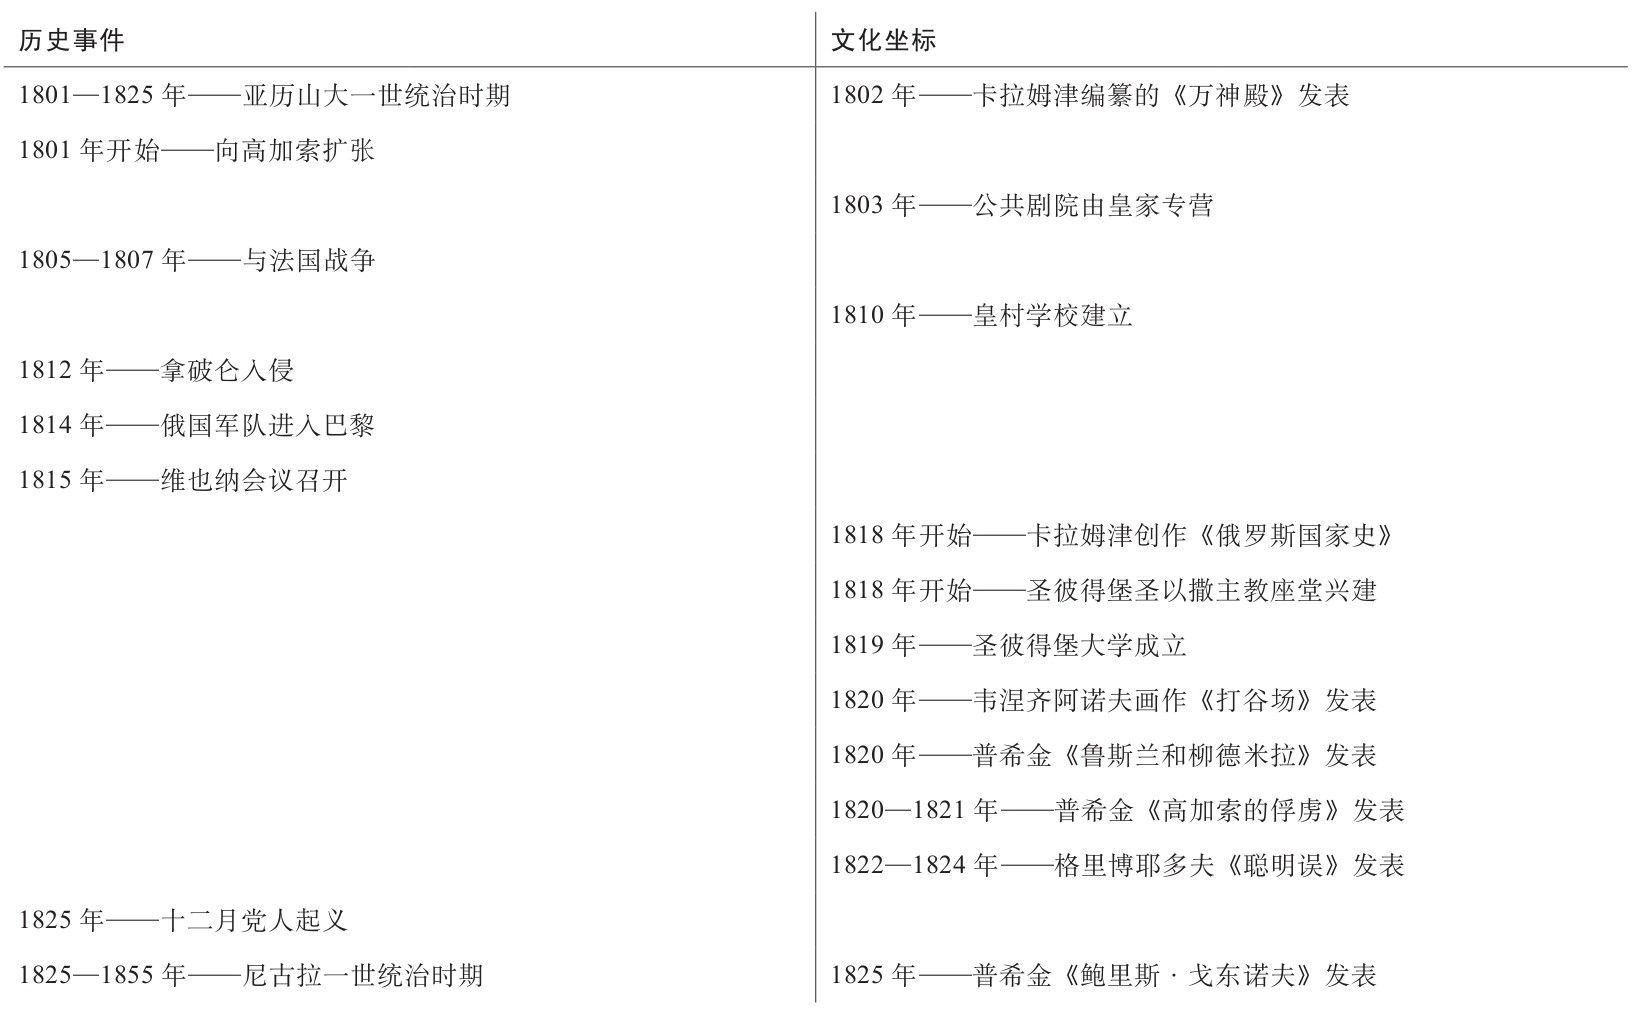 历史事件 文化坐标
1801—1825 年——亚历山大一世统治时期 1802 年——卡拉姆津编纂的《万神殿》发表
1801 年开始——向高加索扩张
1803 年——公共剧院由皇家专营
1805—1807 年——与法国战争
1810 年——皇村学校建立
1812 年——拿破仑入侵
1814 年——俄国军队进入巴黎
1815 年——维也纳会议召开
1818 年开始——卡拉姆津创作《俄罗斯国家史》
1818 年开始——圣彼得堡圣以撒主教座堂兴建
1819 年——圣彼得堡大学成立
1820 年——韦涅齐阿诺夫画作《打谷场》发表
1820 年——普希金《鲁斯兰和柳德米拉》发表
1820—1821 年——普希金《高加索的俘虏》发表
1822—1824 年——格里博耶多夫《聪明误》发表
1825 年——十二月党人起义
1825—1855 年——尼古拉一世统治时期 1825 年——普希金《鲍里斯 · 戈东诺夫》发表